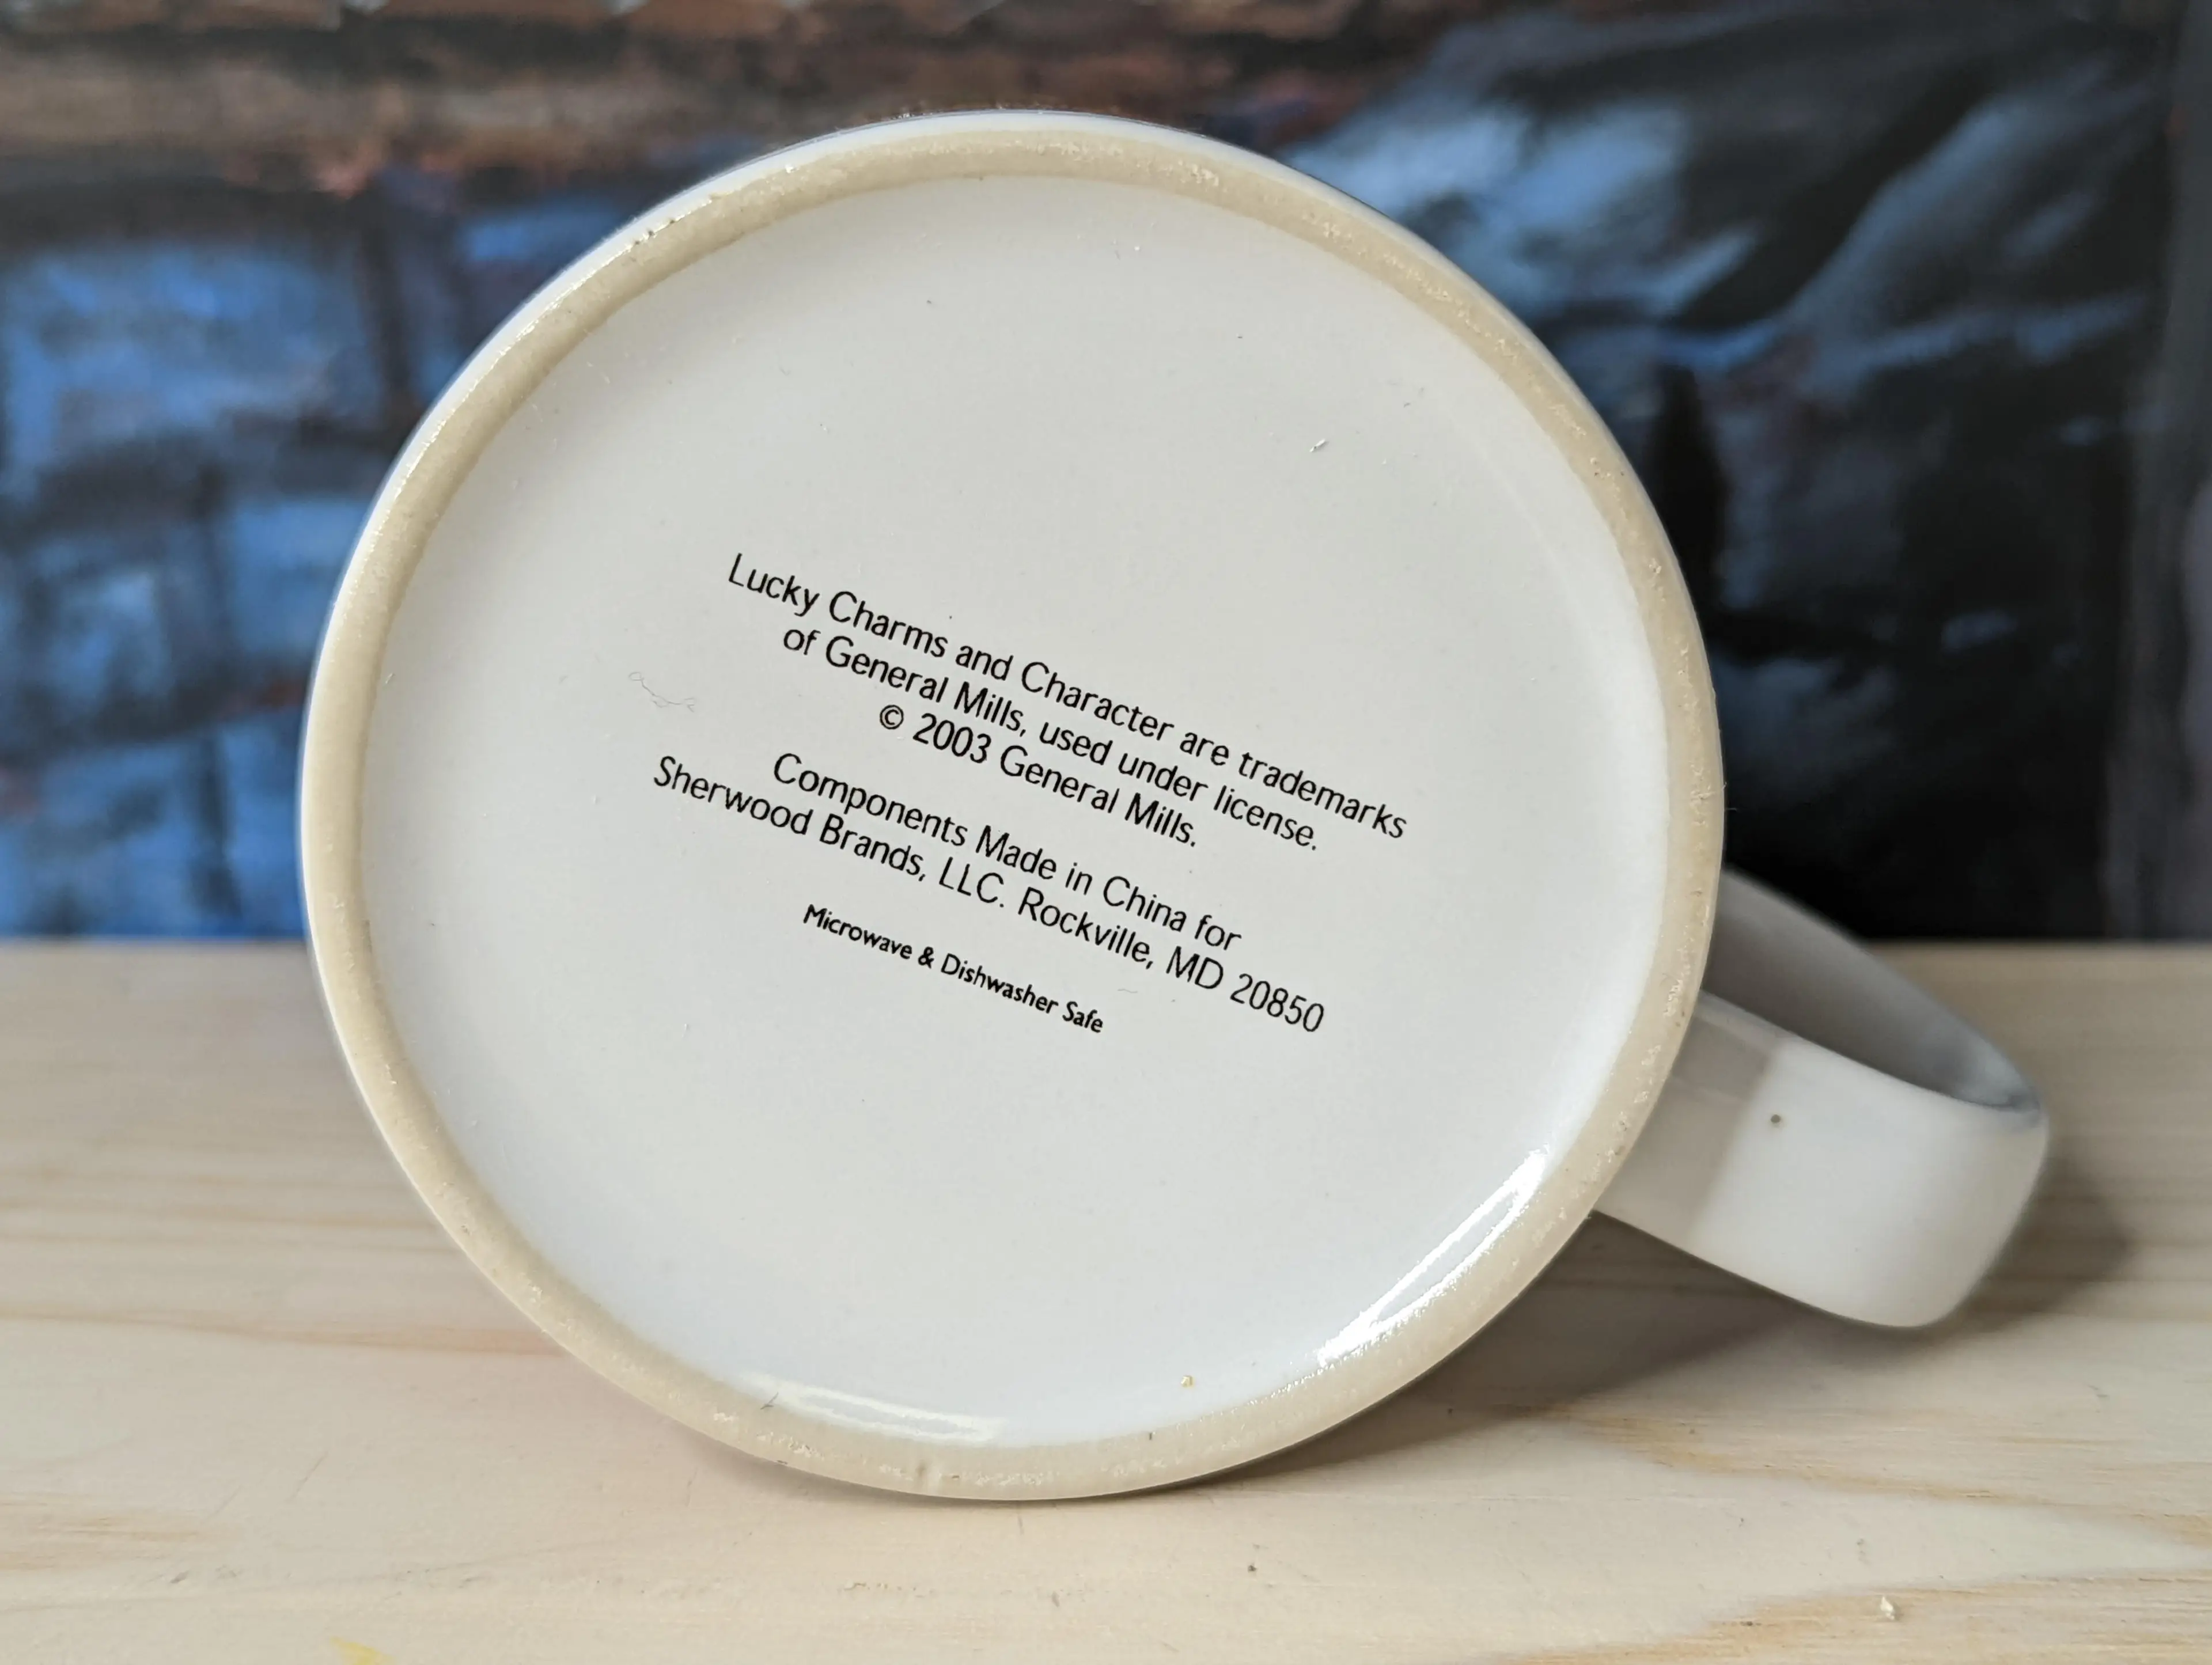 Lucky Charms and Character are trademarks
of General Mills, used under license.
© 2003 General Mills.
Components Made in China for
Sherwood Brands, LLC. Rockville, MD 20850
Microwave & Dishwasher Safe